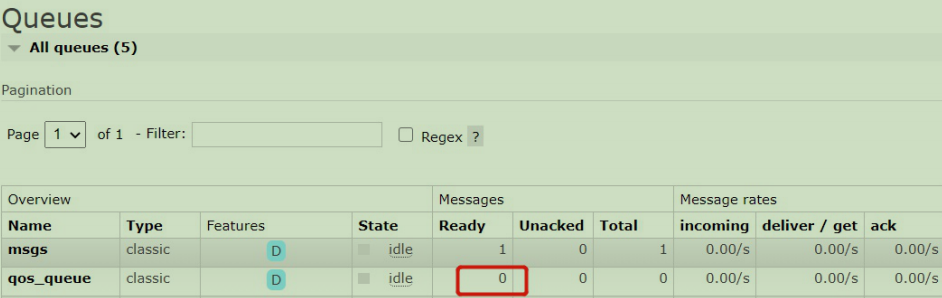 Queues
All queues (5)
Pagination
Page 1 of 1 - Filter: Regex ?
Overview Messages Message rates
Name Type Features State Ready Unacked Total incoming deliver / get ack
msgs classic D idle 1 0 1 0.00/s 0.00/s 0.00/s
qos_queue classic D idle 0 0 0 0.00/s 0.00/s 0.00/s